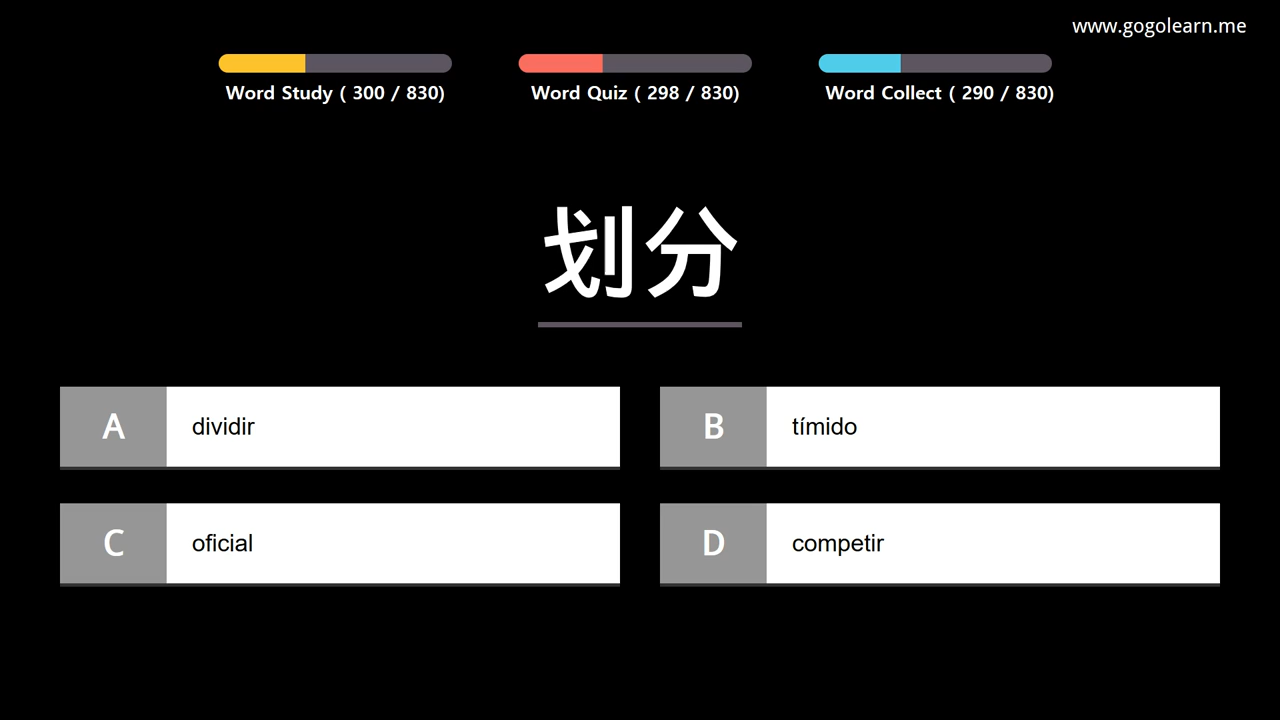 www.gogolearn.me
Word Study ( 300 / 830)
Word Quiz ( 298 / 830)
Word Collect ( 290 / 830)
划分
A dividir
B tímido
C oficial
D competir